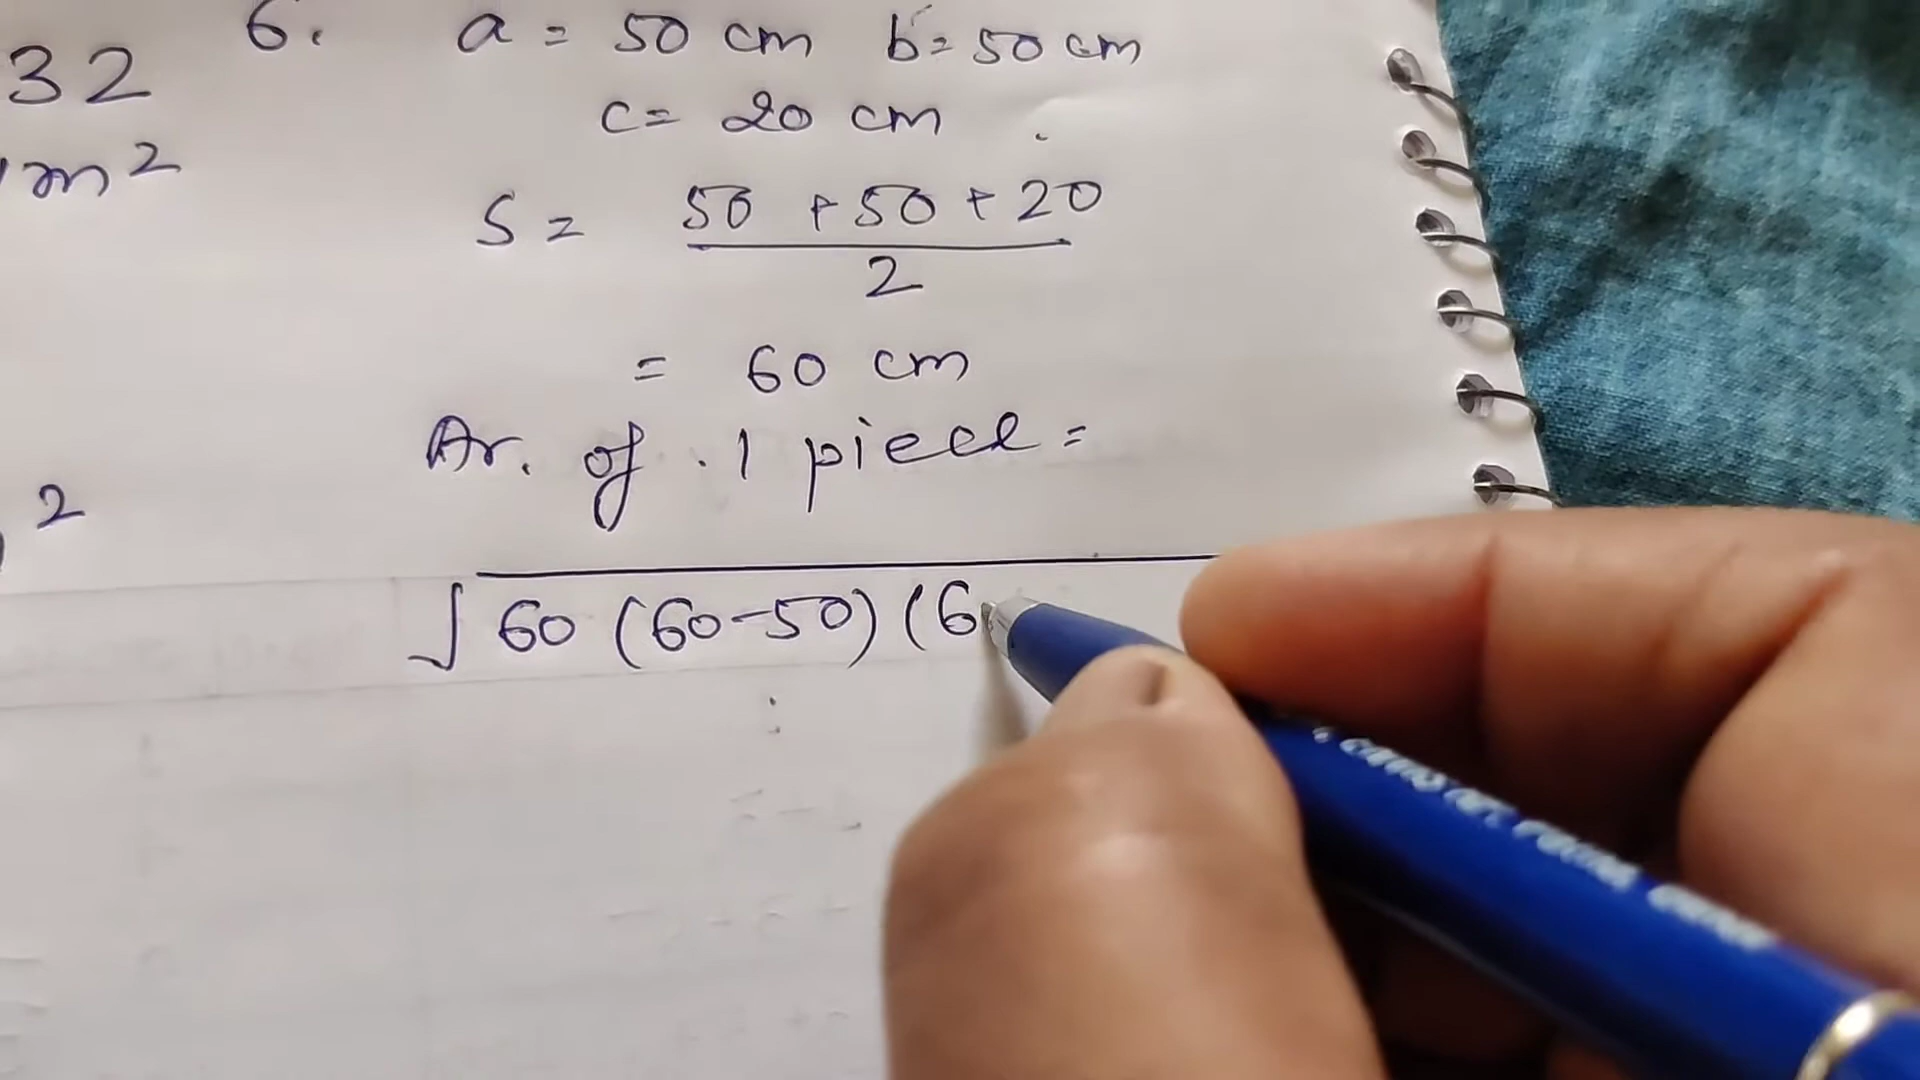 32
m²
2
6. a = 50 cm b = 50 cm
c = 20 cm
S = 50 + 50 + 20
2
= 60 cm
Ar. of . 1 piece =
√60 (60-50) (6